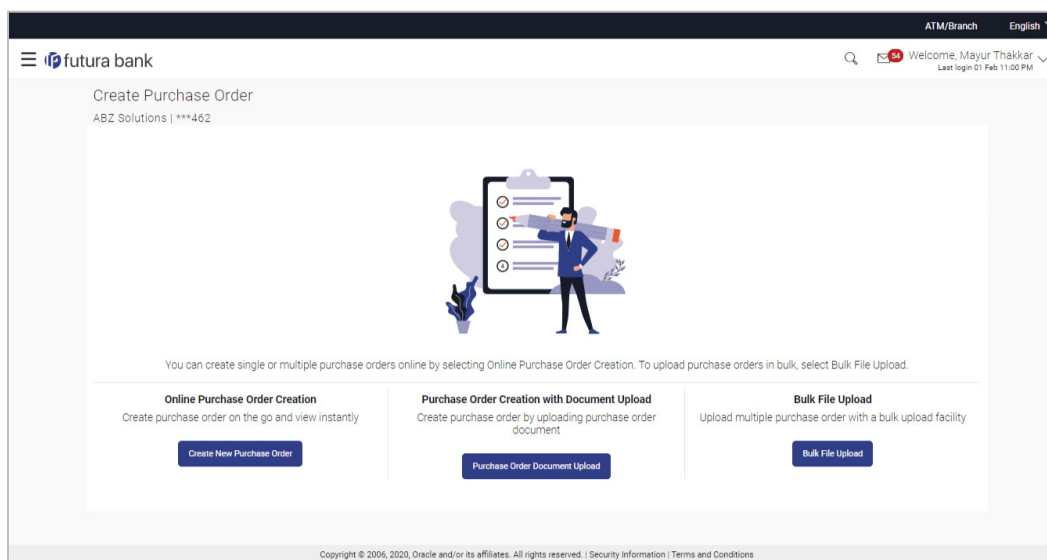 ATM/Branch English
futura bank
54
Welcome, Mayur Thakkar
Last login 01 Feb 11:00 PM
Create Purchase Order
ABZ Solutions | ***462
4
You can create single or multiple purchase orders online by selecting Online Purchase Order Creation. To upload purchase orders in bulk, select Bulk File Upload.
Online Purchase Order Creation
Create purchase order on the go and view instantly
Create New Purchase Order
Purchase Order Creation with Document Upload
Create purchase order by uploading purchase order
document
Purchase Order Document Upload
Bulk File Upload
Upload multiple purchase order with a bulk upload facility
Bulk File Upload
Copyright © 2006, 2020, Oracle and/or its affiliates. All rights reserved. | Security Information | Terms and Conditions